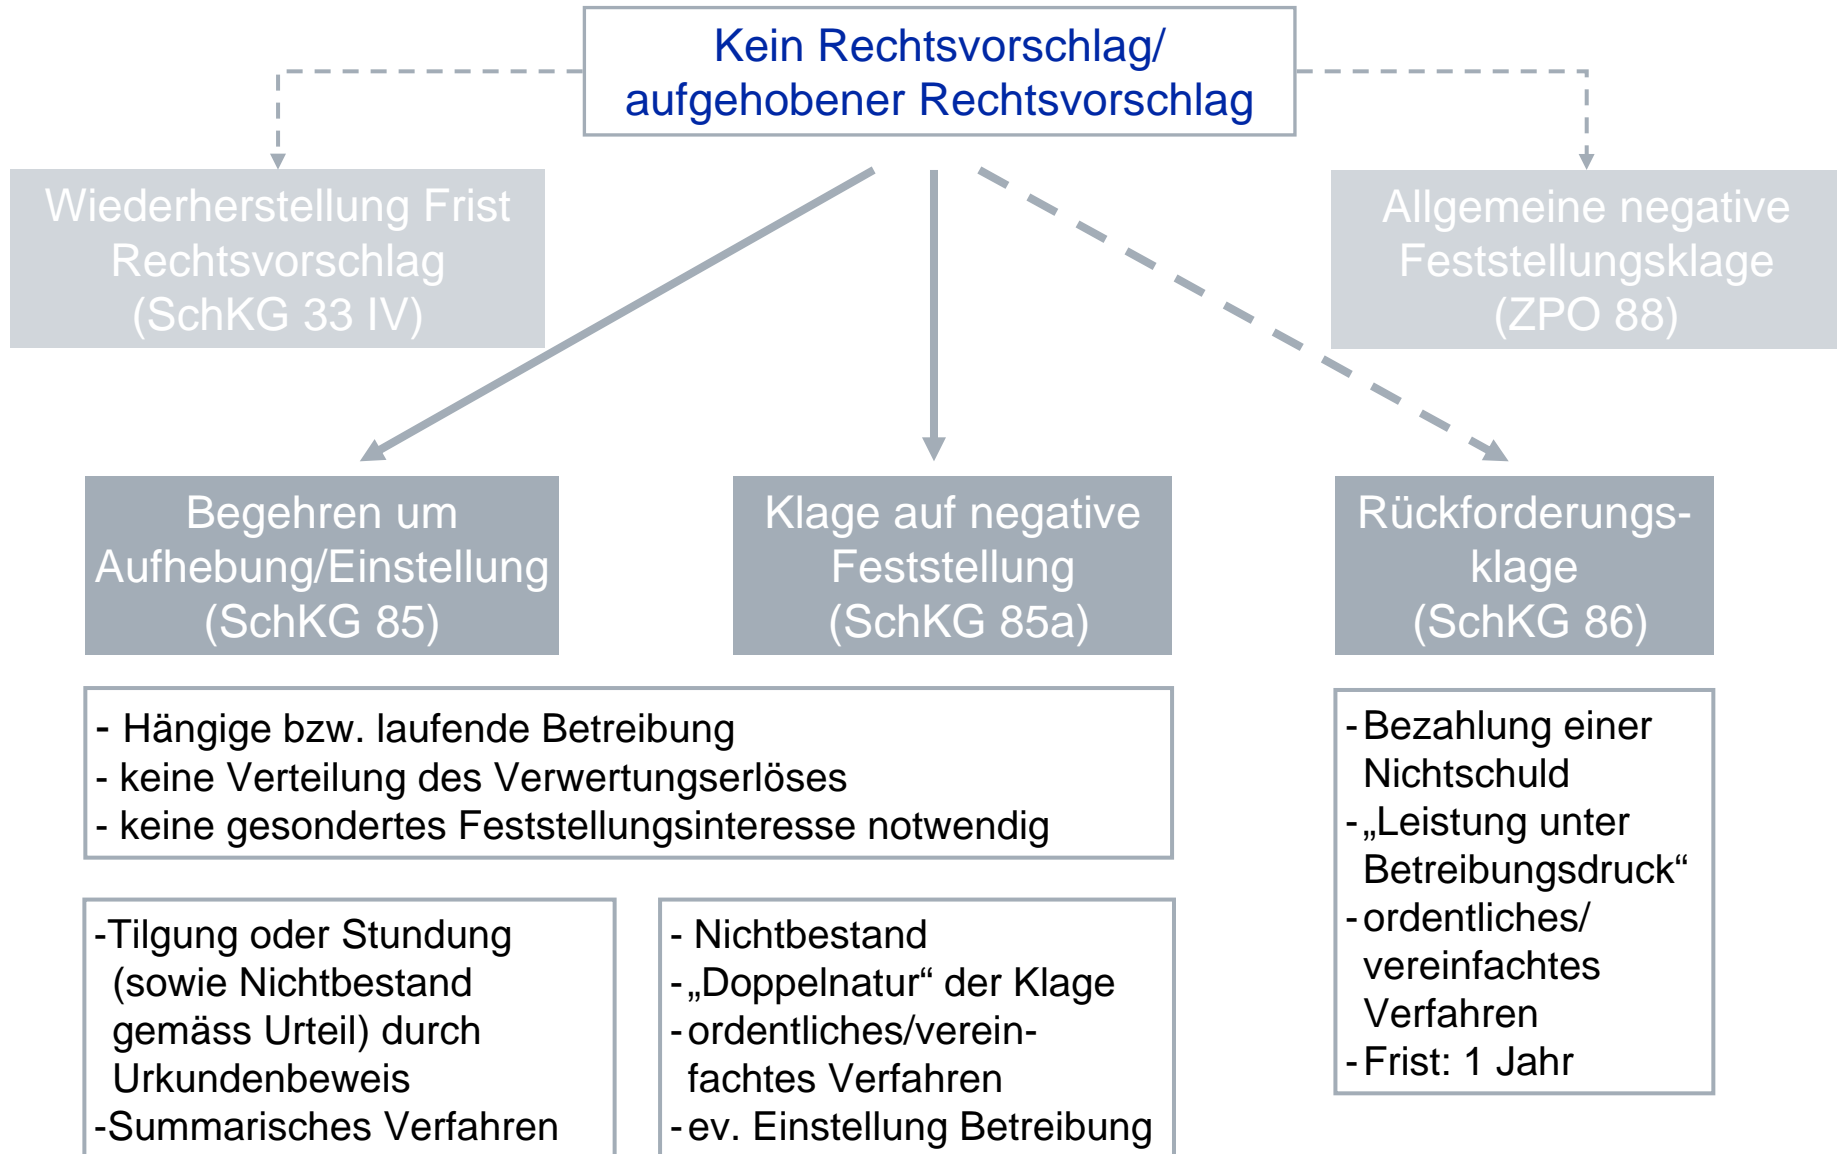 Kein Rechtsvorschlag/
aufgehobener Rechtsvorschlag
Wiederherstellung Frist
Rechtsvorschlag
(SchKG 33 IV)
Allgemeine negative
Feststellungsklage
(ZPO 88)
Begehren um
Aufhebung/Einstellung
(SchKG 85)
Klage auf negative
Feststellung
(SchKG 85a)
Rückforderungs-
klage
(SchKG 86)
- Hängige bzw. laufende Betreibung
- keine Verteilung des Verwertungserlöses
- keine gesondertes Feststellungsinteresse notwendig
-Tilgung oder Stundung
(sowie Nichtbestand
gemäss Urteil) durch
Urkundenbeweis
-Summarisches Verfahren
- Nichtbestand
-„Doppelnatur“ der Klage
-ordentliches/verein-
fachtes Verfahren
-ev. Einstellung Betreibung
-Bezahlung einer
Nichtschuld
-„Leistung unter
Betreibungsdruck“
-ordentliches/
vereinfachtes
Verfahren
-Frist: 1 Jahr